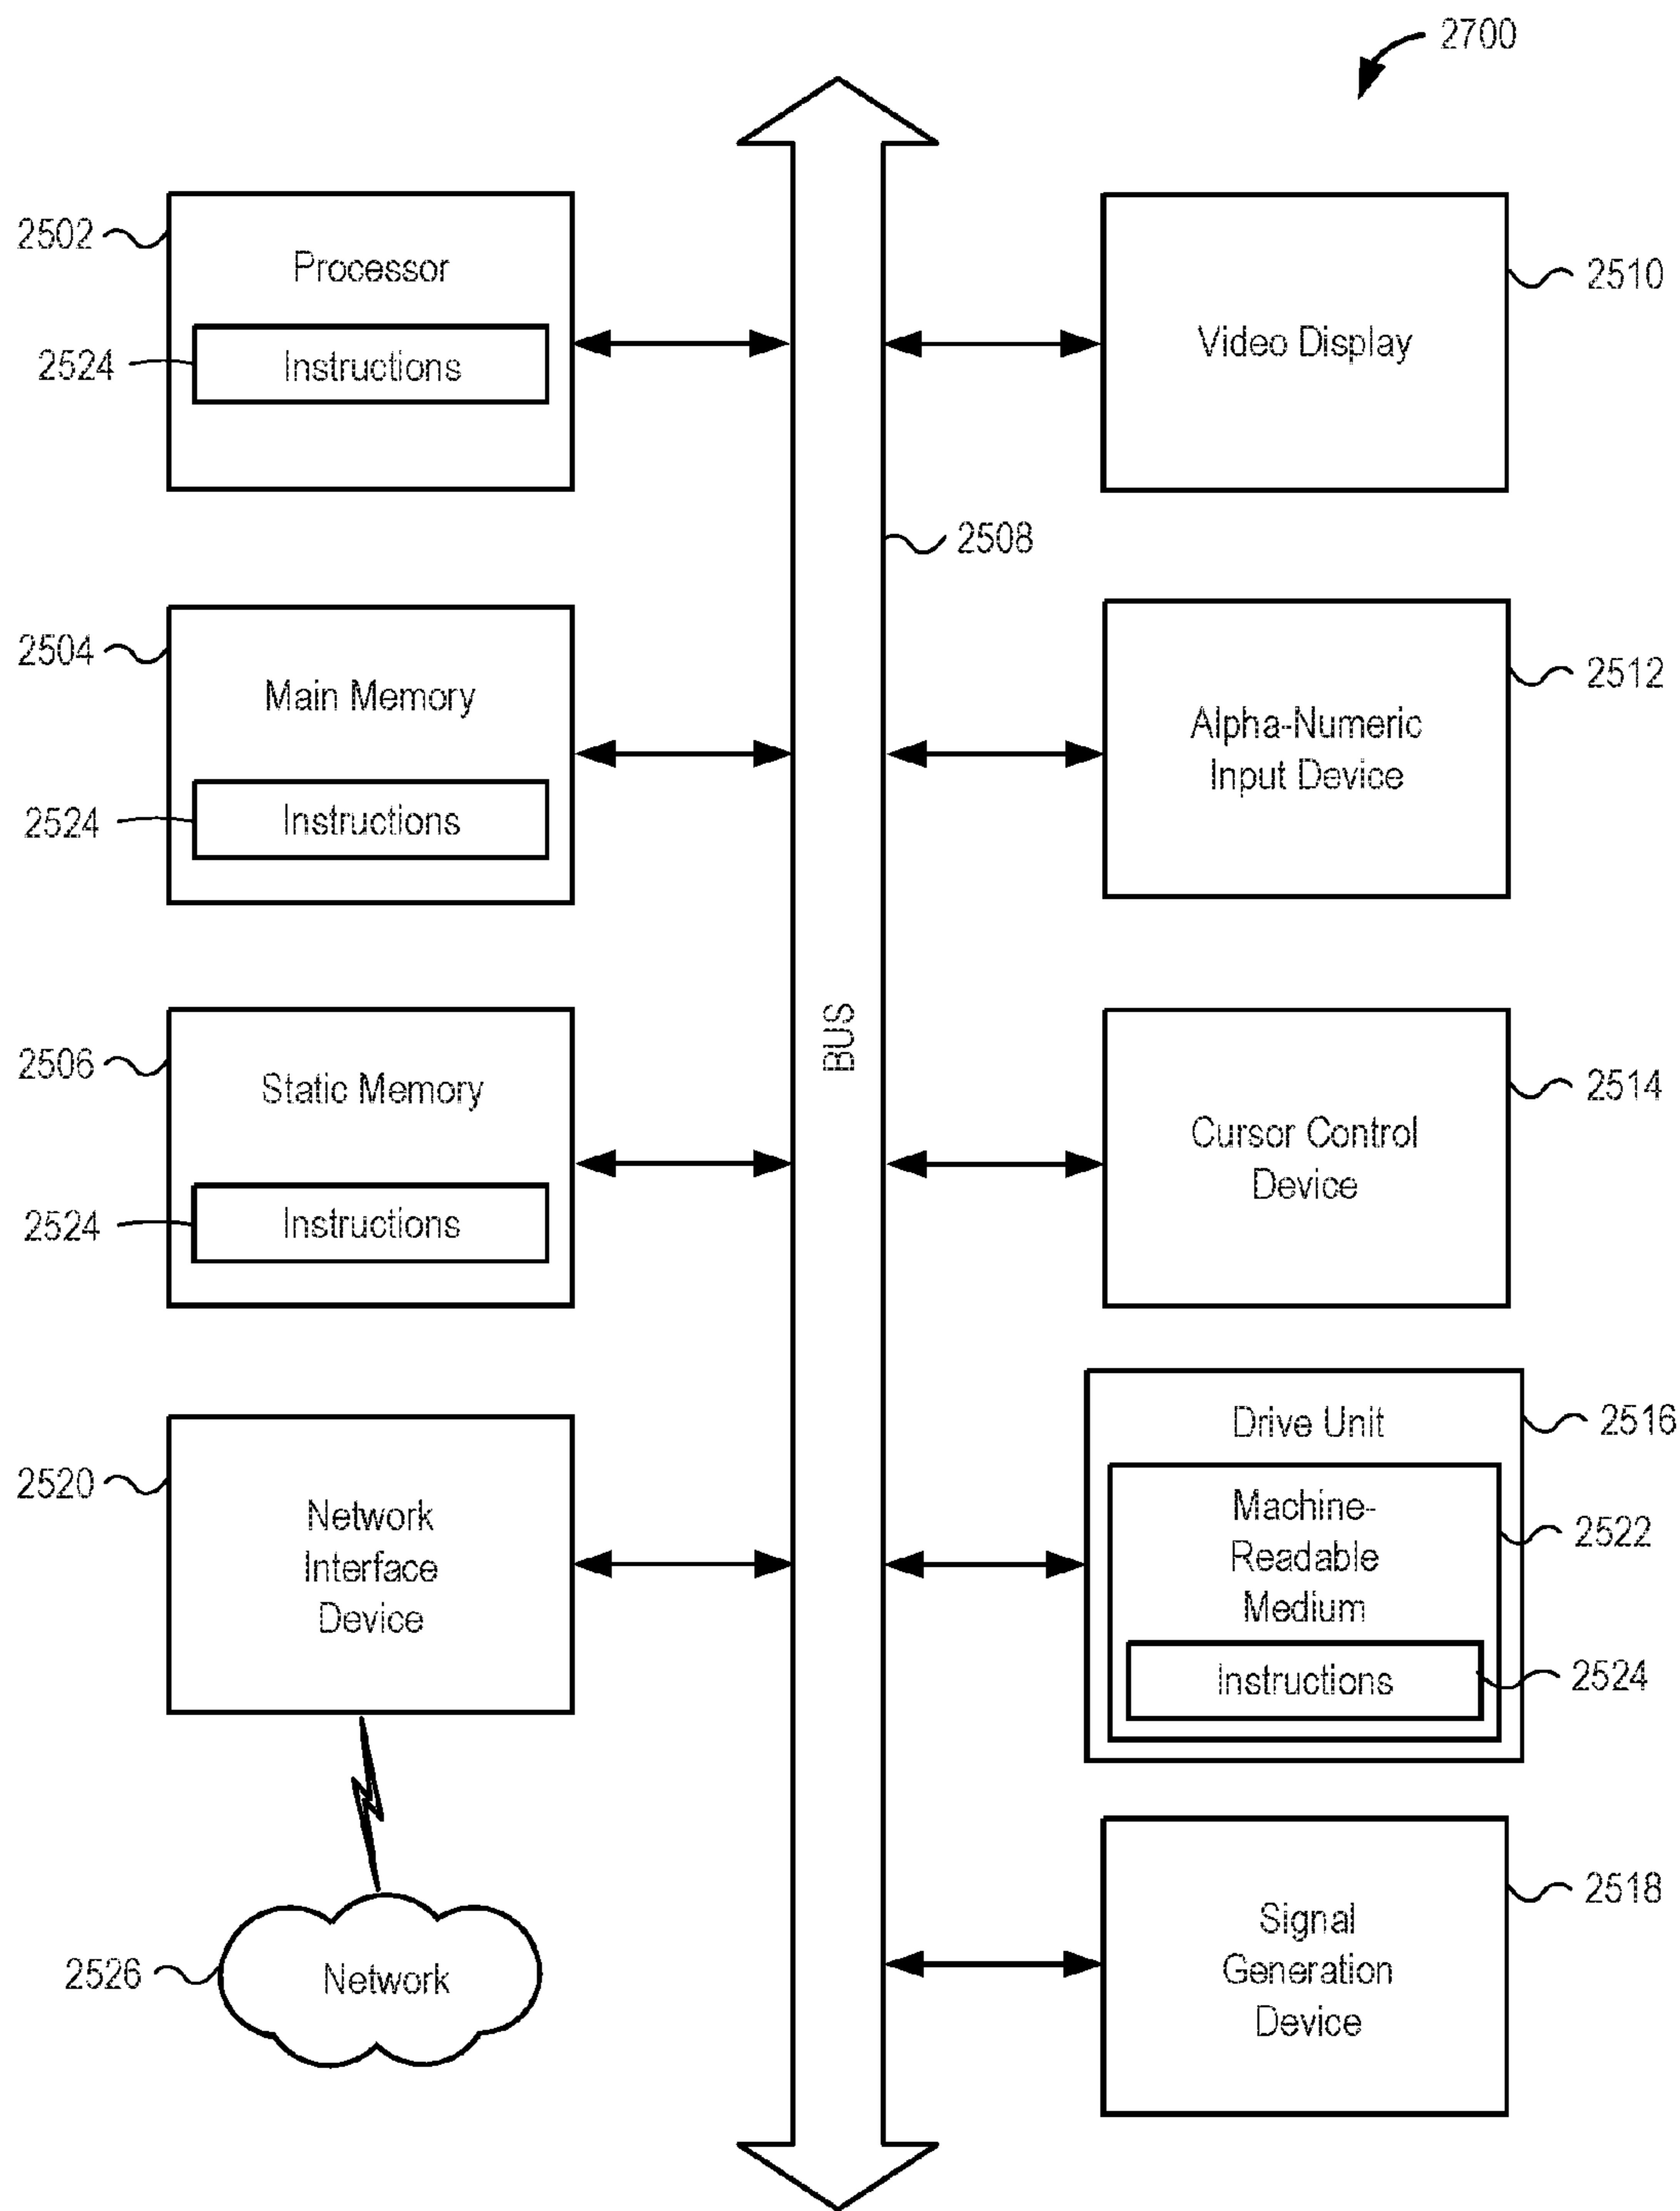 2700
2502
Processor
2524
Instructions
2510
Video Display
2508
2504
Main Memory
2524
Instructions
2512
Alpha-Numeric
Input Device
BUS
2506
Static Memory
2524
Instructions
2514
Cursor Control
Device
2520
Network
Interface
Device
Drive Unit
2516
Machine-
Readable
Medium
2522
Instructions
2524
2526
Network
2518
Signal
Generation
Device